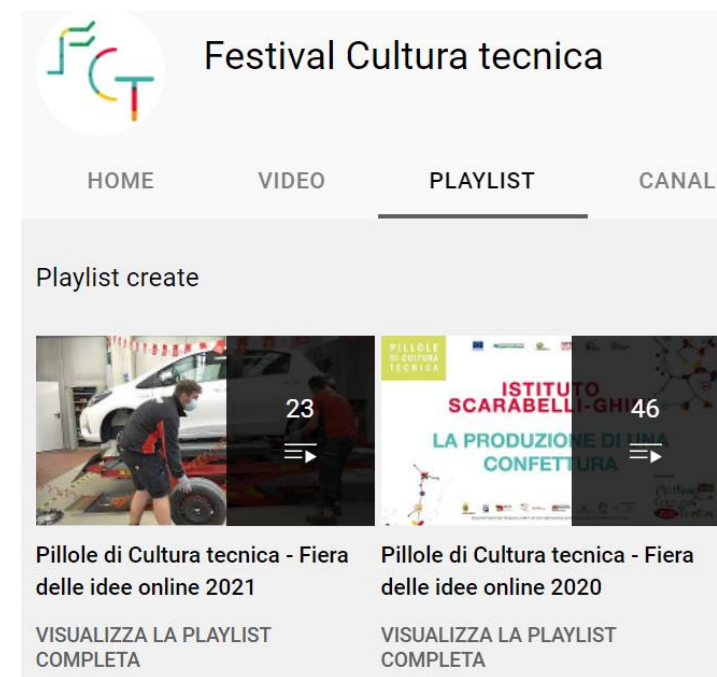 FCT
Festival Cultura tecnica
HOME VIDEO PLAYLIST CANAL
Playlist create
23
PILLOLE
DI CULTURA
TECNICA
ISTITUTO
SCARABELLI-GHI
LA PRODUZIONE DI UNA
CONFETTURA
46
Pillole di Cultura tecnica - Fiera
delle idee online 2021
VISUALIZZA LA PLAYLIST
COMPLETA
Pillole di Cultura tecnica - Fiera
delle idee online 2020
VISUALIZZA LA PLAYLIST
COMPLETA